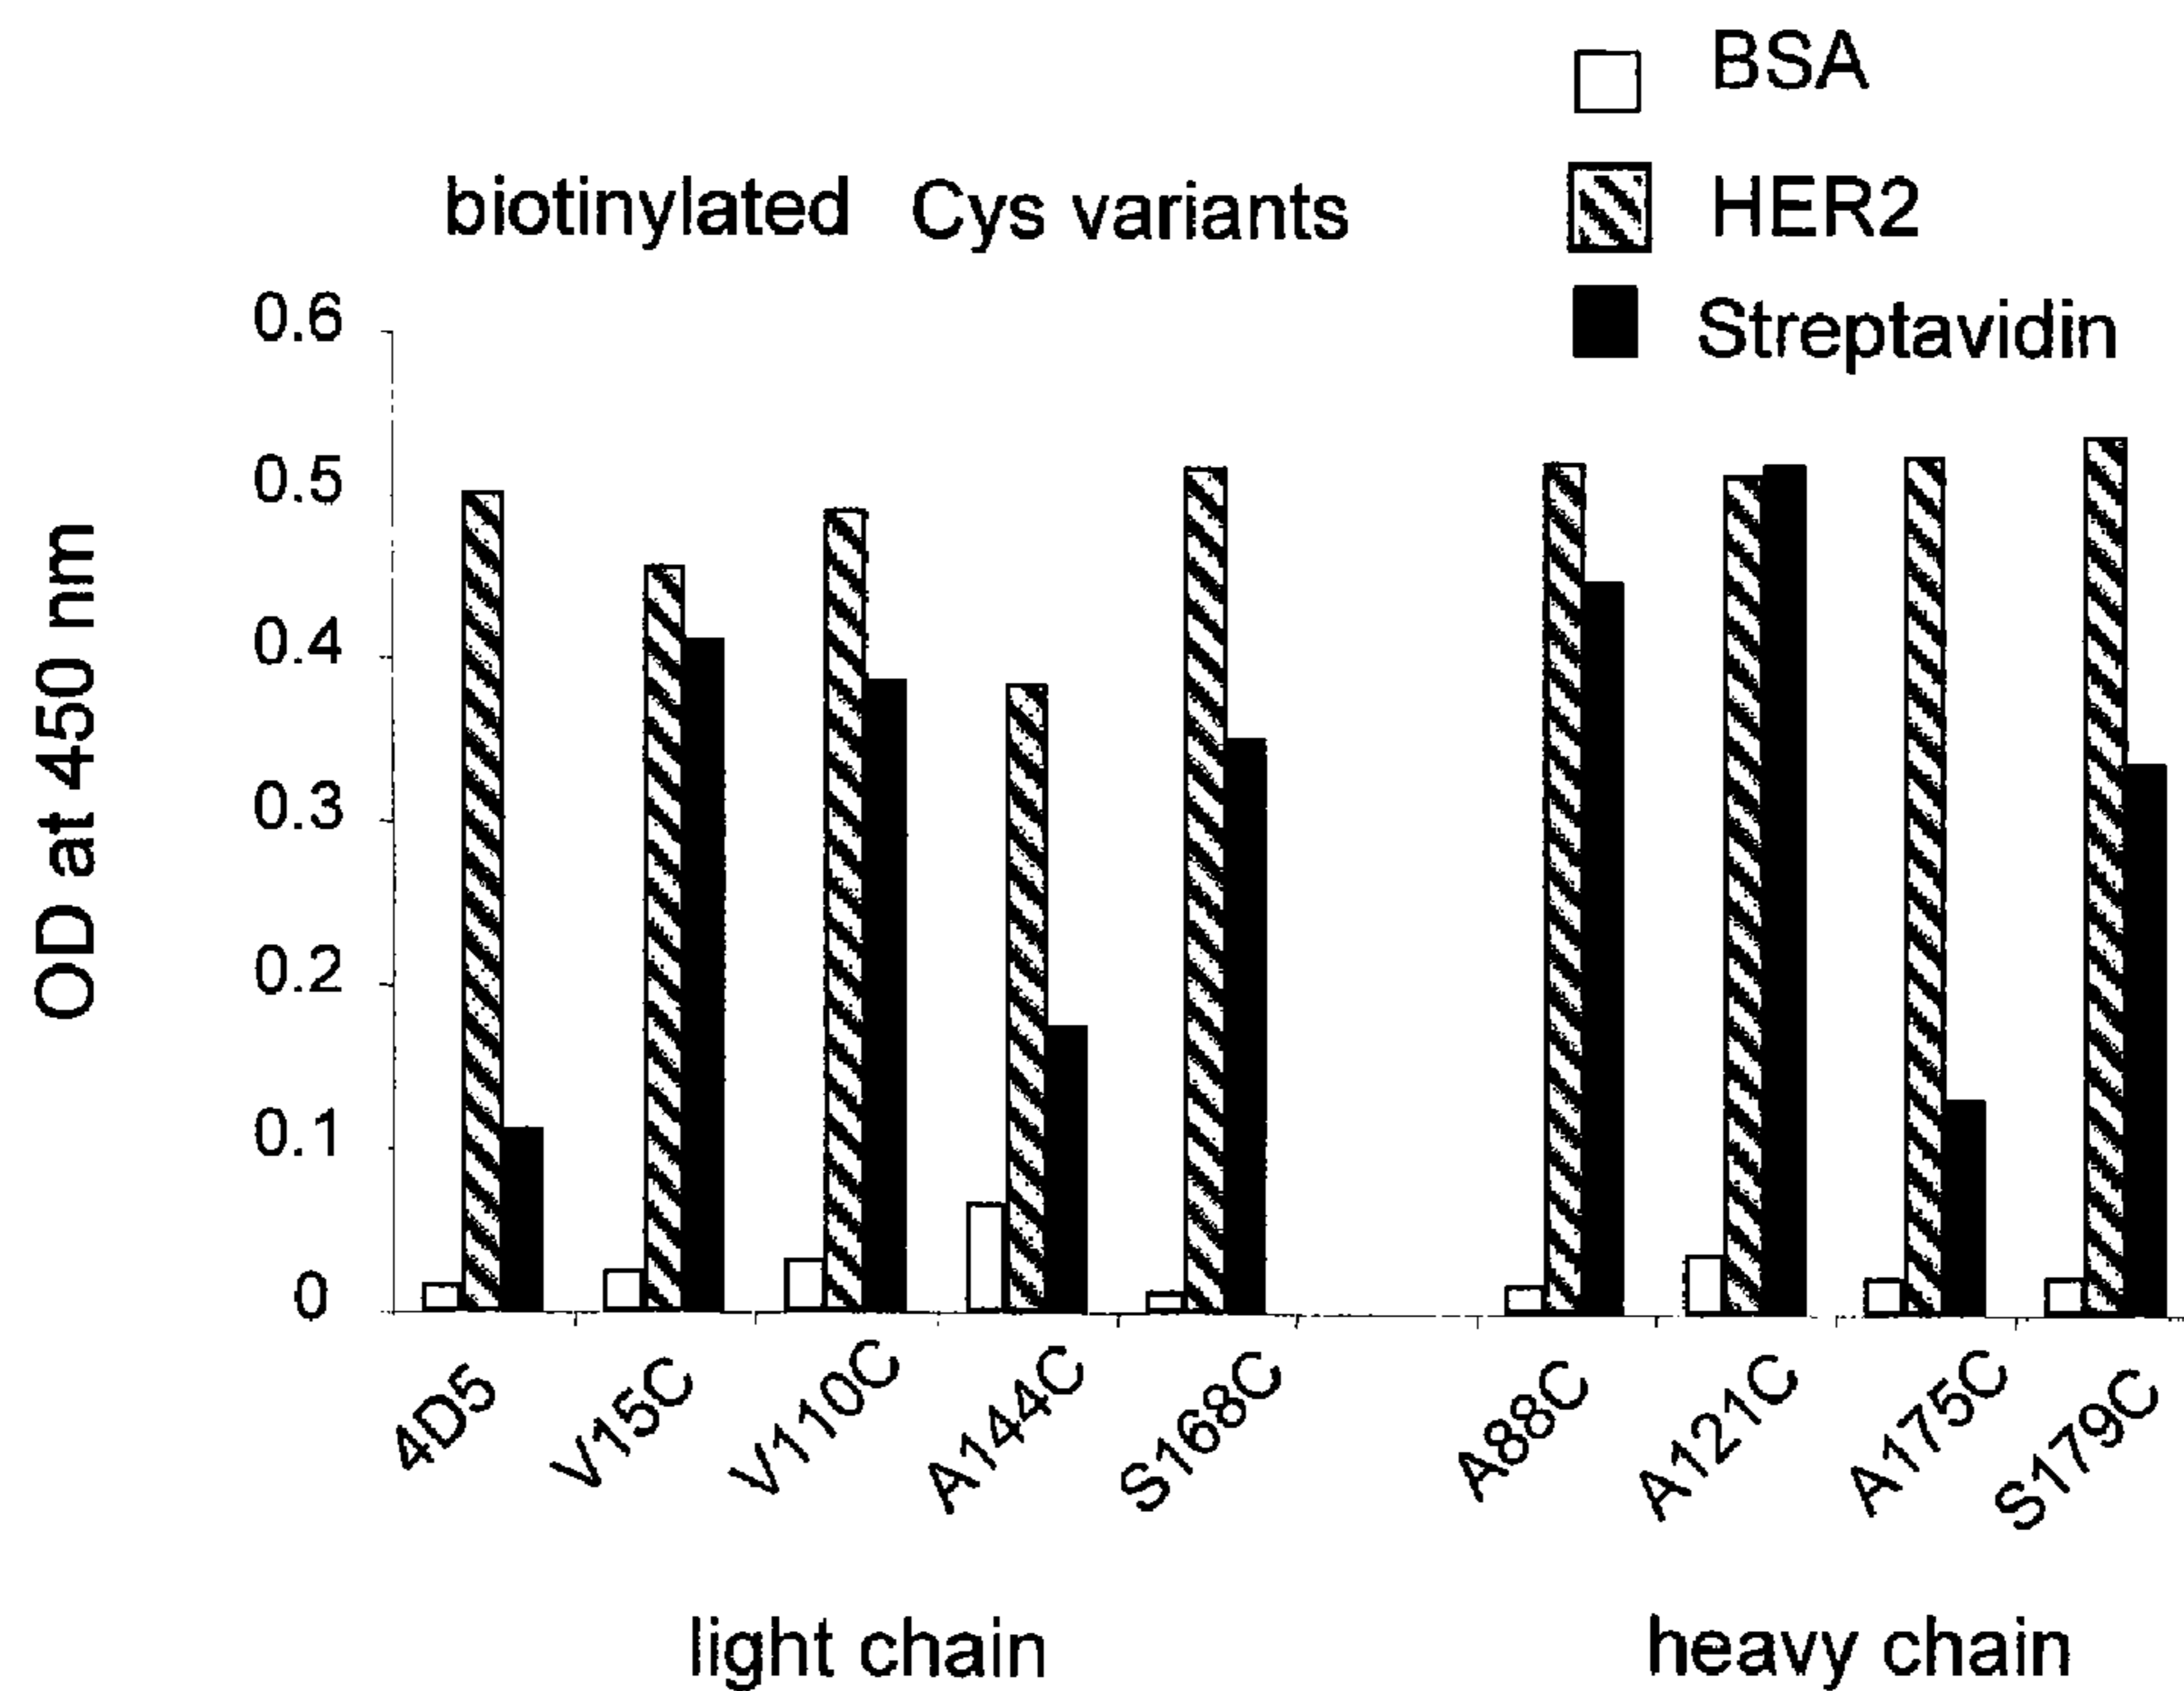 BSA
HER2
Streptavidin
biotinylated Cys variants
OD at 450 nm
0.6
0.5
0.4
0.3
0.2
0.1
0
4D5
V15C
V110C
A144C
S168C
A88C
A121C
A175C
S179C
light chain
heavy chain